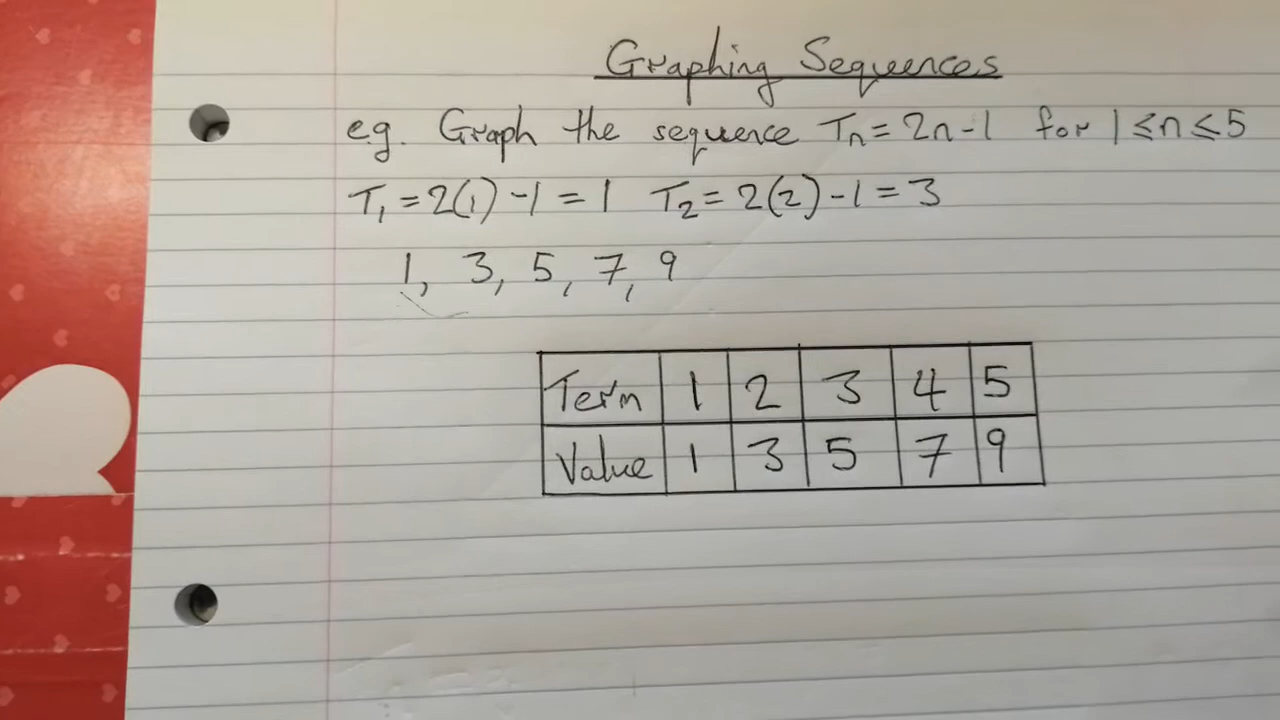 Graphing Sequences
e.g. Graph the sequence Tn = 2n-1 for 1 ≤ n ≤ 5
T1 = 2(1) -1 = 1 T2 = 2(2) -1 = 3
1, 3, 5, 7, 9
Term 1 2 3 4 5
Value 1 3 5 7 9